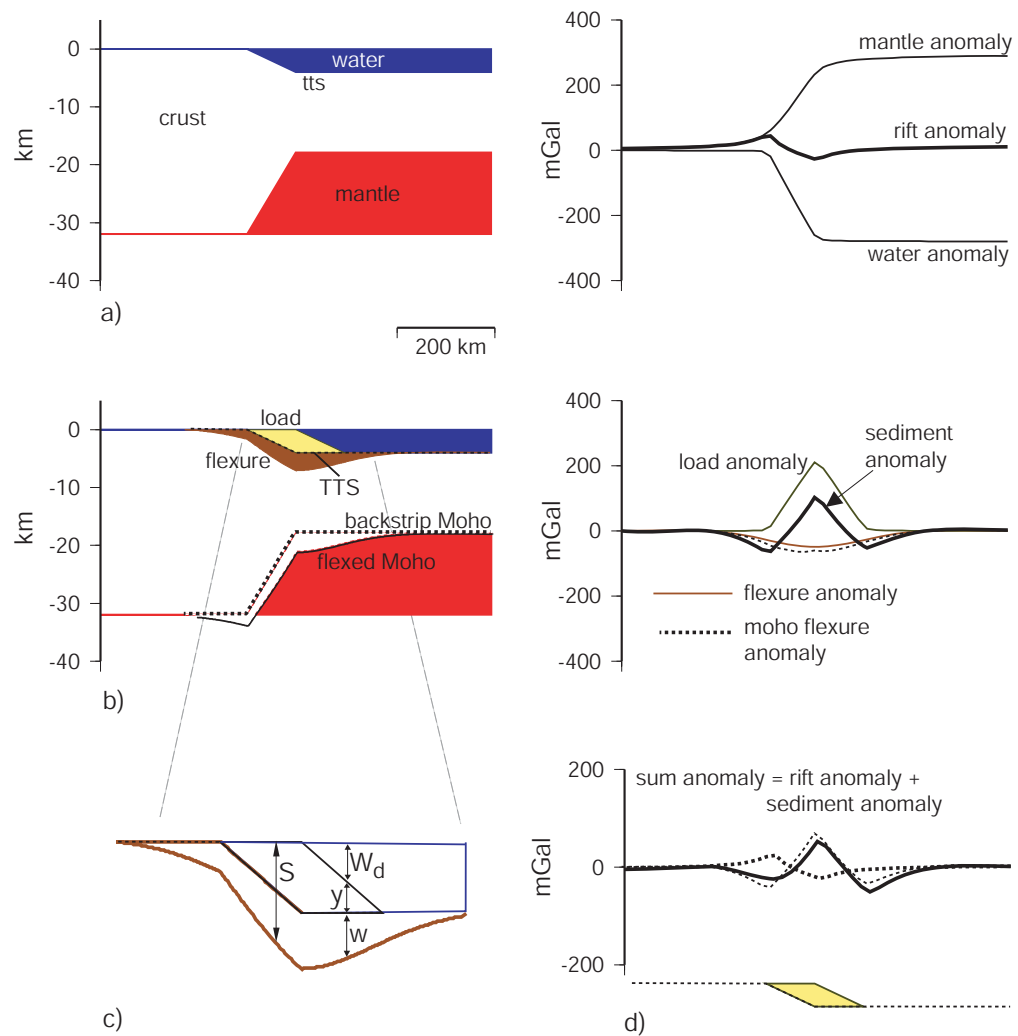 0
-10
-20
-30
-40
km
water
tts
crust
mantle
a)
400
200
0
-200
-400
mGal
mantle anomaly
rift anomaly
water anomaly
200 km
0
-10
-20
-30
-40
km
load
flexure
TTS
backstrip Moho
flexed Moho
b)
400
200
0
-200
-400
mGal
sediment
anomaly
load anomaly
flexure anomaly
moho flexure
anomaly
S
Wd
y
w
c)
200
0
-200
mGal
sum anomaly = rift anomaly +
sediment anomaly
d)